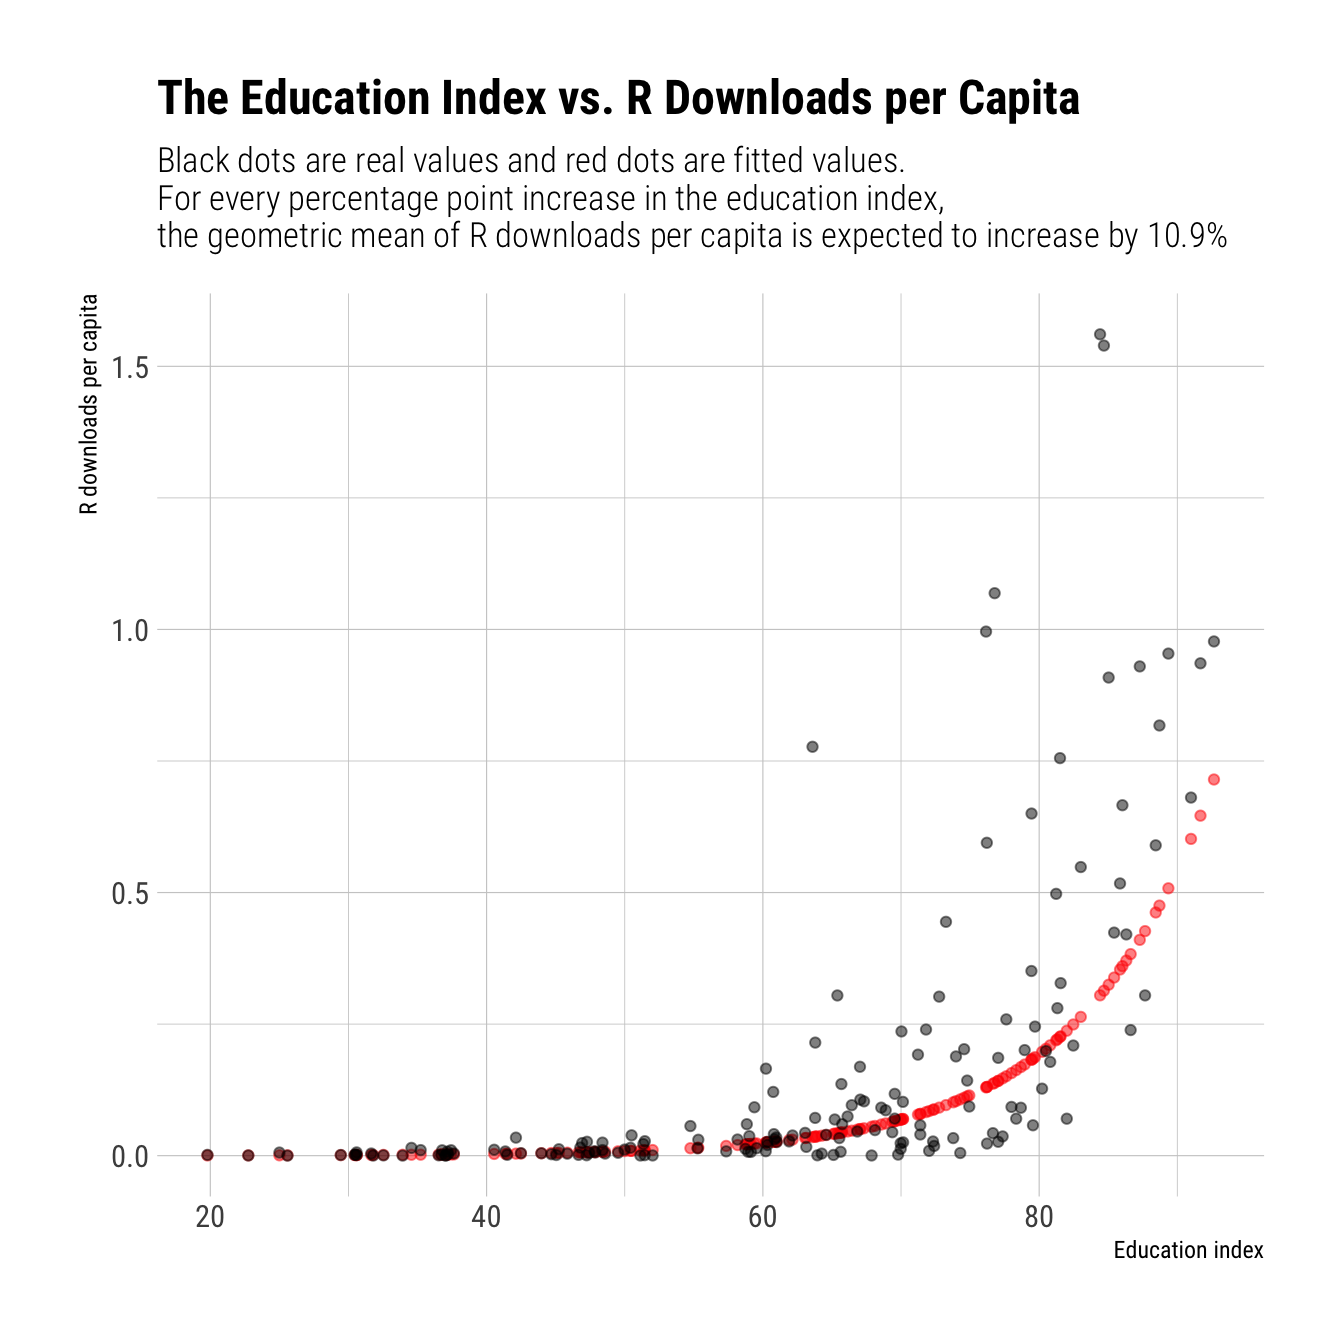 The Education Index vs. R Downloads per Capita
Black dots are real values and red dots are fitted values.
For every percentage point increase in the education index,
the geometric mean of R downloads per capita is expected to increase by 10.9%
R downloads per capita
1.5
1.0
0.5
0.0
20
40
60
80
Education index